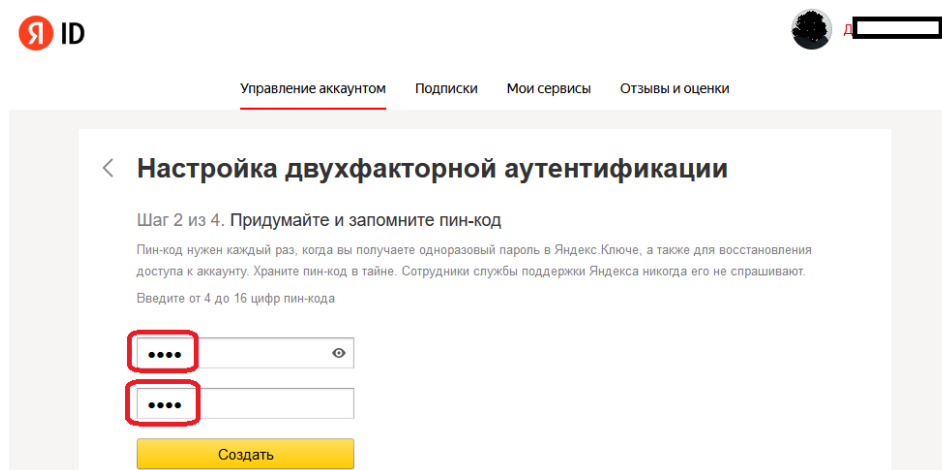 Я ID
Д
Управление аккаунтом Подписки Мои сервисы Отзывы и оценки
Настройка двухфакторной аутентификации
Шаг 2 из 4. Придумайте и запомните пин-код
Пин-код нужен каждый раз, когда вы получаете одноразовый пароль в Яндекс.Ключе, а также для восстановления
доступа к аккаунту. Храните пин-код в тайне. Сотрудники службы поддержки Яндекса никогда его не спрашивают.
Введите от 4 до 16 цифр пин-кода
••••
••••
Создать